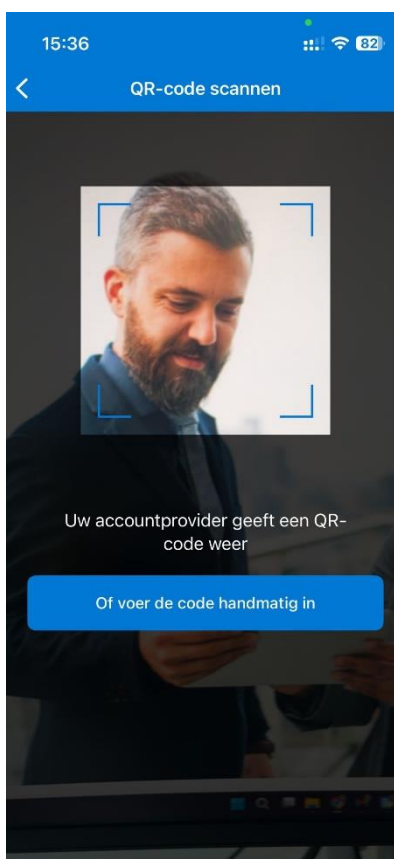 15:36
82
QR-code scannen
Uw accountprovider geeft een QR-
code weer
Of voer de code handmatig in